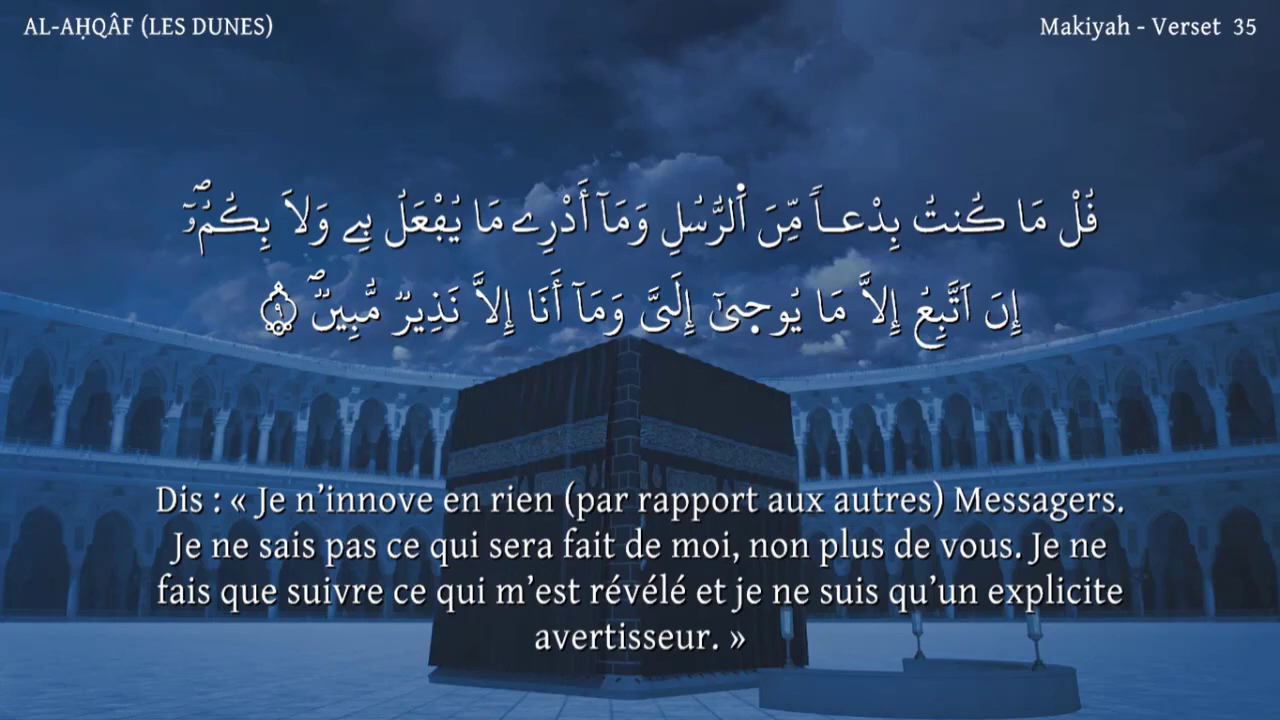 AL-AḤQÂF (LES DUNES)
Makiyah - Verset 35
قُلْ مَا كُنتُ بِدْعاً مِّنَ اَ۬لرُّسُلِ وَمَآ أَدْرِے مَا يُفْعَلُ بِے وَلَا بِكُمُۥٓۖ
إِنَ اَتَّبِعُ إِلَّا مَا يُوح۪يٰٓ إِلَيَّ وَمَآ أَنَا إِلَّا نَذِيرٞ مُّبِينٞۖ ٩
Dis : « Je n’innove en rien (par rapport aux autres) Messagers.
Je ne sais pas ce qui sera fait de moi, non plus de vous. Je ne
fais que suivre ce qui m’est révélé et je ne suis qu’un explicite
avertisseur. »